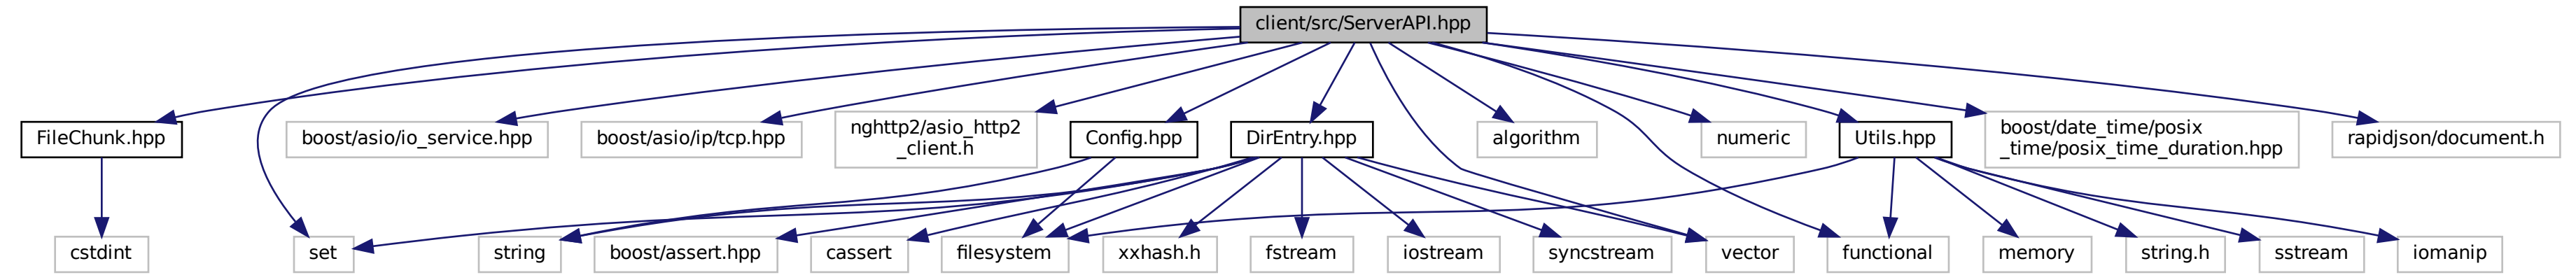 client/src/ServerAPI.hpp
FileChunk.hpp
boost/asio/io_service.hpp
boost/asio/ip/tcp.hpp
nghttp2/asio_http2
_client.h
Config.hpp
DirEntry.hpp
algorithm
numeric
Utils.hpp
boost/date_time/posix
_time/posix_time_duration.hpp
rapidjson/document.h
cstdint
set
string
boost/assert.hpp
cassert
filesystem
xxhash.h
fstream
iostream
syncstream
vector
functional
memory
string.h
sstream
iomanip